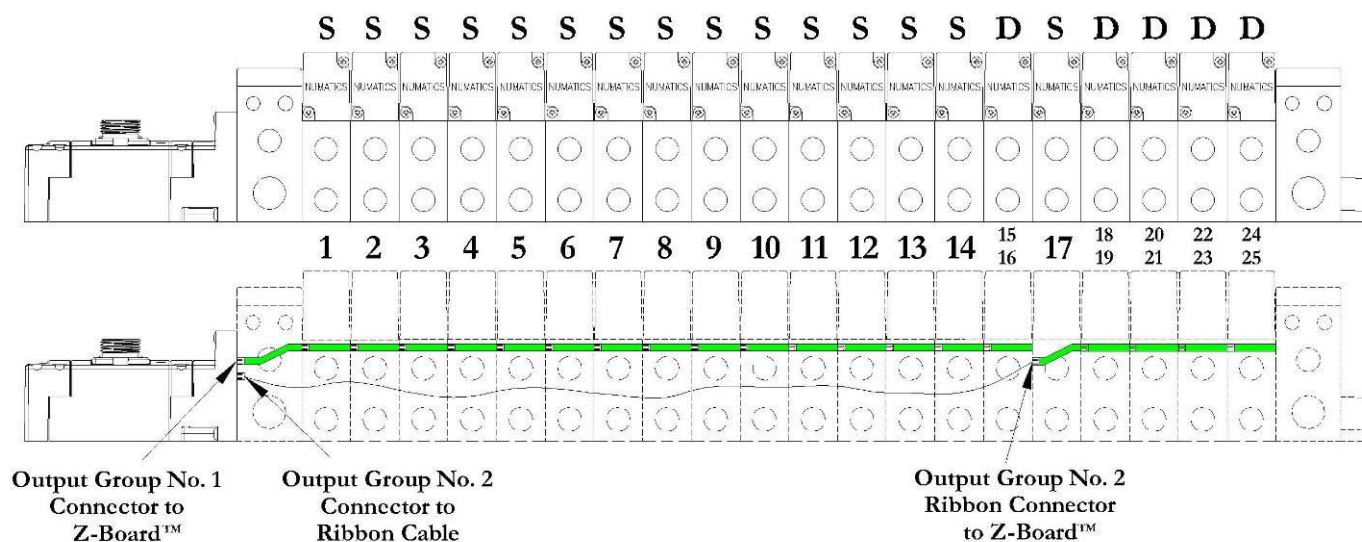 S S S S S S S S S S S S S S D S D D D D
NUMATICS NUMATICS NUMATICS NUMATICS NUMATICS NUMATICS NUMATICS NUMATICS NUMATICS NUMATICS NUMATICS NUMATICS NUMATICS NUMATICS NUMATICS NUMATICS NUMATICS NUMATICS NUMATICS NUMATICS
1 2 3 4 5 6 7 8 9 10 11 12 13 14 15 17 18 20 22 24
16 19 21 23 25
Output Group No. 1
Connector to
Z-Board™
Output Group No. 2
Connector to
Ribbon Cable
Output Group No. 2
Ribbon Connector
to Z-Board™